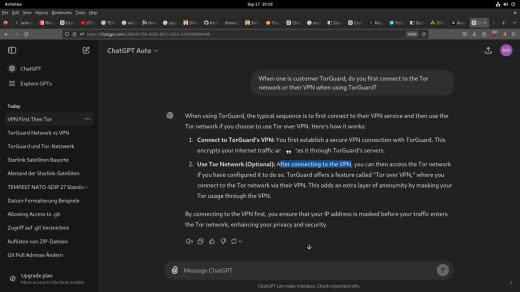 Activities
Sep 17 20:16
File Edit View History Bookmarks Tools Help
ChatGPT Auto
MA
ChatGPT
Explore GPTs
Today
VPN First Then Tor
TorGuard Network vs VPN
TorGuard und Tor-Netzwerk
Starlink Satelliten Bauorte
Abstand der Starlink-Satelliten
TEMPEST NATO-SDIP 27 Standard
Datum Formatierung Beispiele
Allowing Access to .git
Zugriff auf .git Verzeichnis
Auflisten von ZIP-Dateien
Git Pull Adresse Ändern
Upgrade plan
More access to the best models
When one is customer TorGuard, do you first connect to the Tor
network or their VPN when using TorGuard?
When using TorGuard, the typical sequence is to first connect to their VPN service and then use the
Tor network if you choose to use Tor over VPN. Here's how it works:
1. Connect to TorGuard's VPN: You first establish a secure VPN connection with TorGuard. This
encrypts your internet traffic it through TorGuard's servers.
2. Use Tor Network (Optional): After connecting to the VPN, you can then access the Tor network
if you have configured it to do so. TorGuard offers a feature called "Tor over VPN," where you
connect to the Tor network via their VPN. This adds an extra layer of anonymity by masking your
Tor usage through the VPN.
By connecting to the VPN first, you ensure that your IP address is masked before your traffic enters
the Tor network, enhancing your privacy and security.
Message ChatGPT
ChatGPT can make mistakes. Check important info.